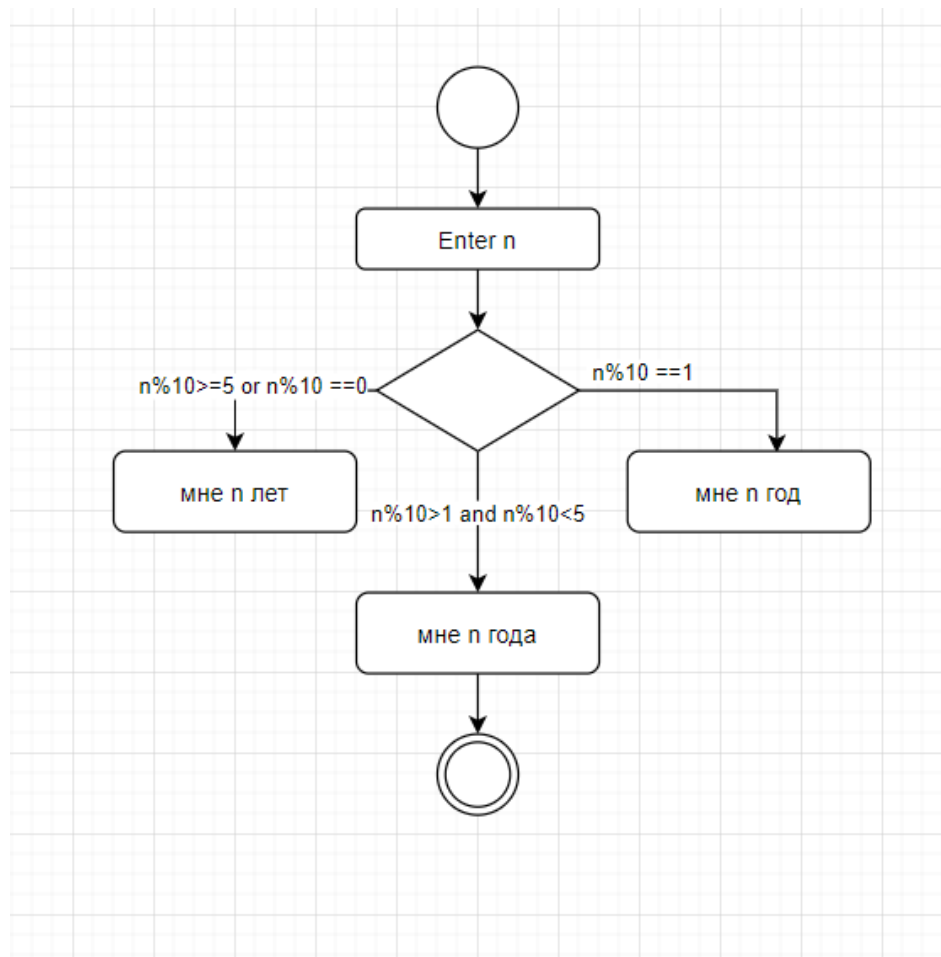 Enter n
n%10>=5 or n%10 ==0
n%10 ==1
мне n лет
n%10>1 and n%10<5
мне n год
мне n года